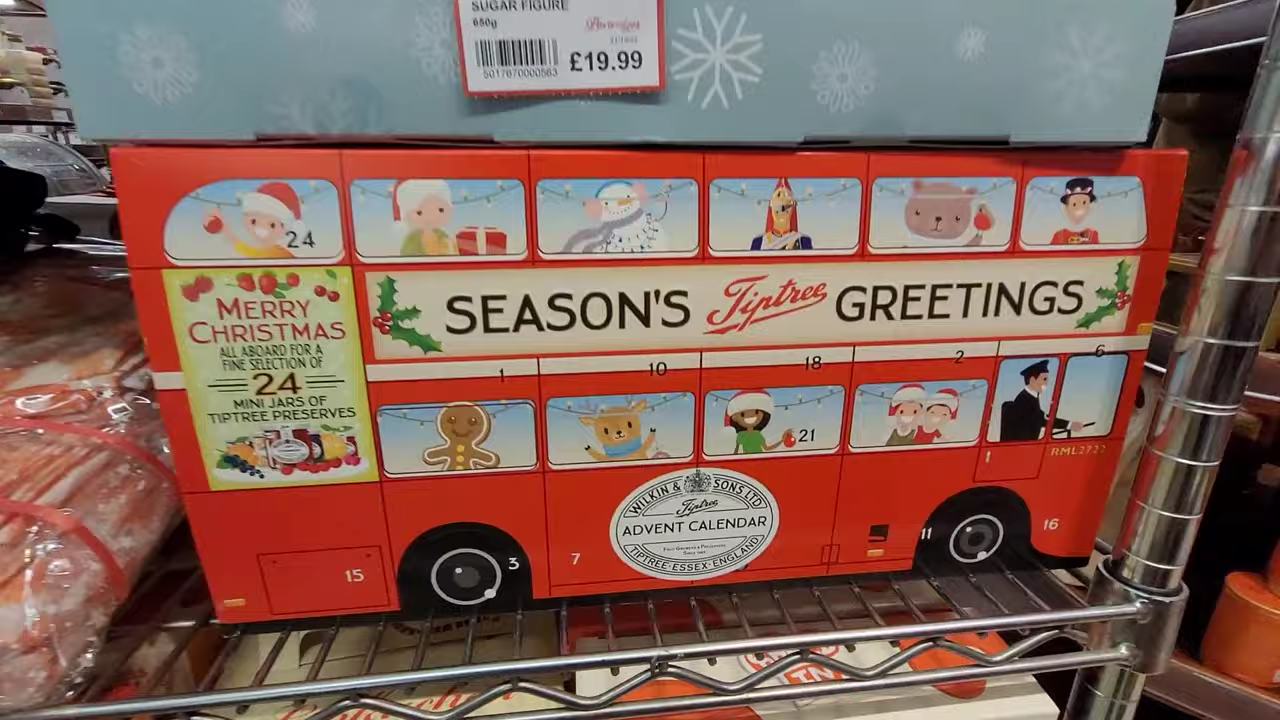 SUGAR FIGURE
650g
5017670000563
£19.99
24
SEASON'S Tiptree GREETINGS
MERRY
CHRISTMAS
ALL ABOARD FOR A
FINE SELECTION OF
24
MINI JARS OF
TIPTREE PRESERVES
1
10
18
2
6
21
RML2722
WILKIN & SONS LTD
Tiptree
ADVENT CALENDAR
TIPTREE·ESSEX·ENGLAND
15
3
7
11
16